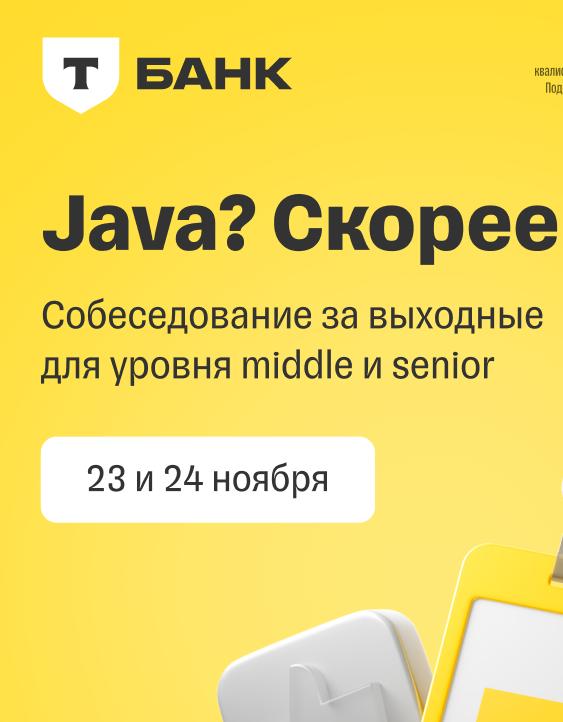 Т БАНК
Java? Скорее
Собеседование за выходные
для уровня middle и senior
23 и 24 ноября